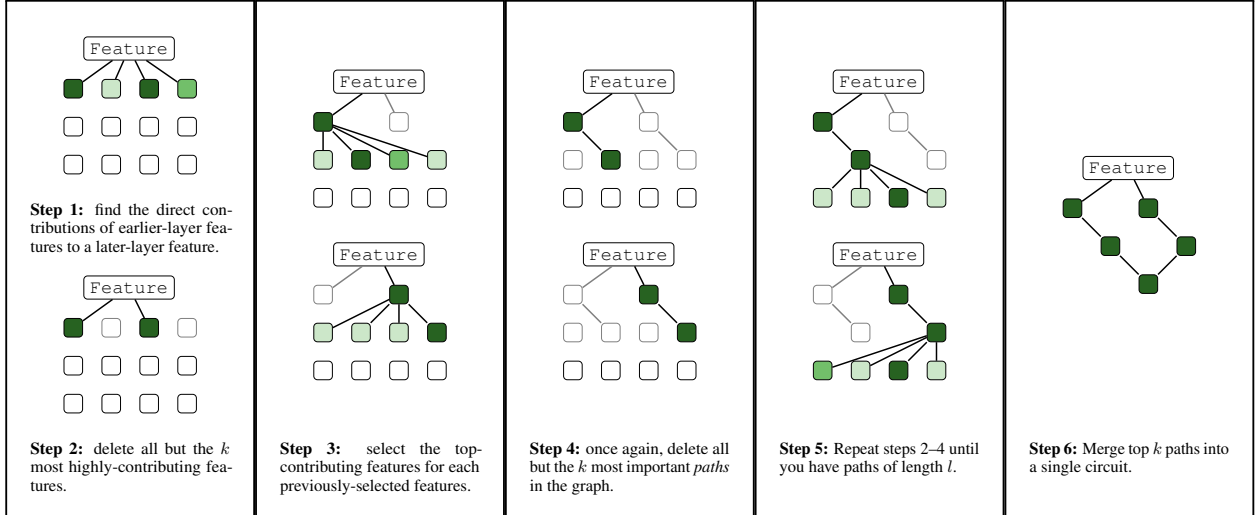 Feature
Step 1: find the direct con-
tributions of earlier-layer fea-
tures to a later-layer feature.
Feature
Step 2: delete all but the k
most highly-contributing fea-
tures.
Feature
Feature
Step 3: select the top-
contributing features for each
previously-selected features.
Feature
Feature
Step 4: once again, delete all
but the k most important paths
in the graph.
Feature
Feature
Step 5: Repeat steps 2–4 until
you have paths of length l.
Feature
Step 6: Merge top k paths into
a single circuit.